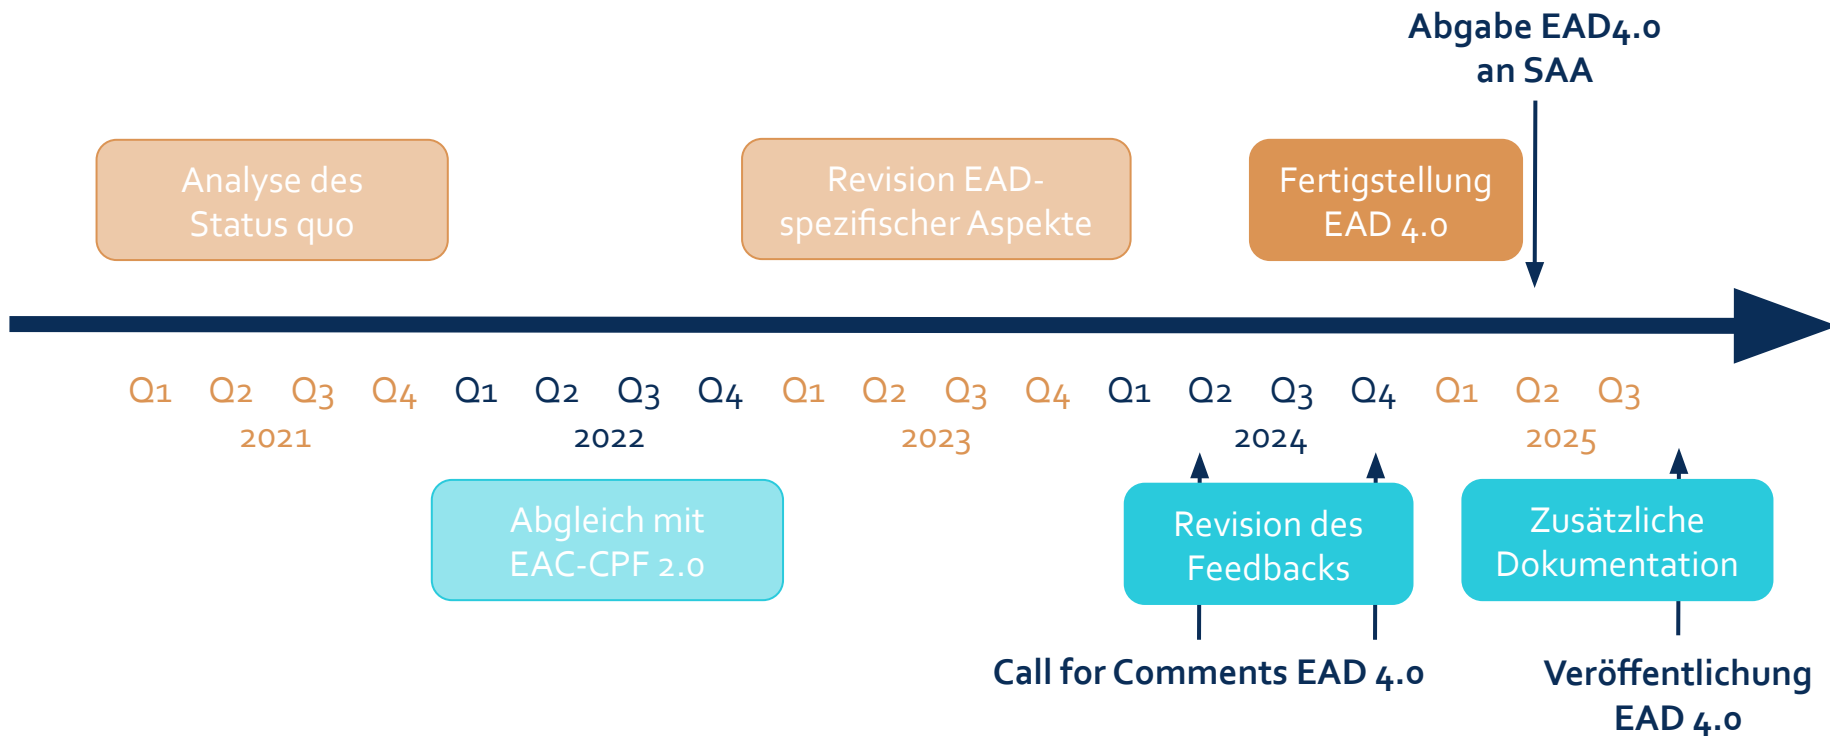 Abgabe EAD4.0
an SAA
Analyse des
Status quo
Revision EAD-
spezifischer Aspekte
Fertigstellung
EAD 4.0
Q1 Q2 Q3 Q4 Q1 Q2 Q3 Q4 Q1 Q2 Q3 Q4 Q1 Q2 Q3 Q4 Q1 Q2 Q3
2021 2022 2023 2024 2025
Abgleich mit
EAC-CPF 2.0
Revision des
Feedbacks
Zusätzliche
Dokumentation
Call for Comments EAD 4.0
Veröffentlichung
EAD 4.0